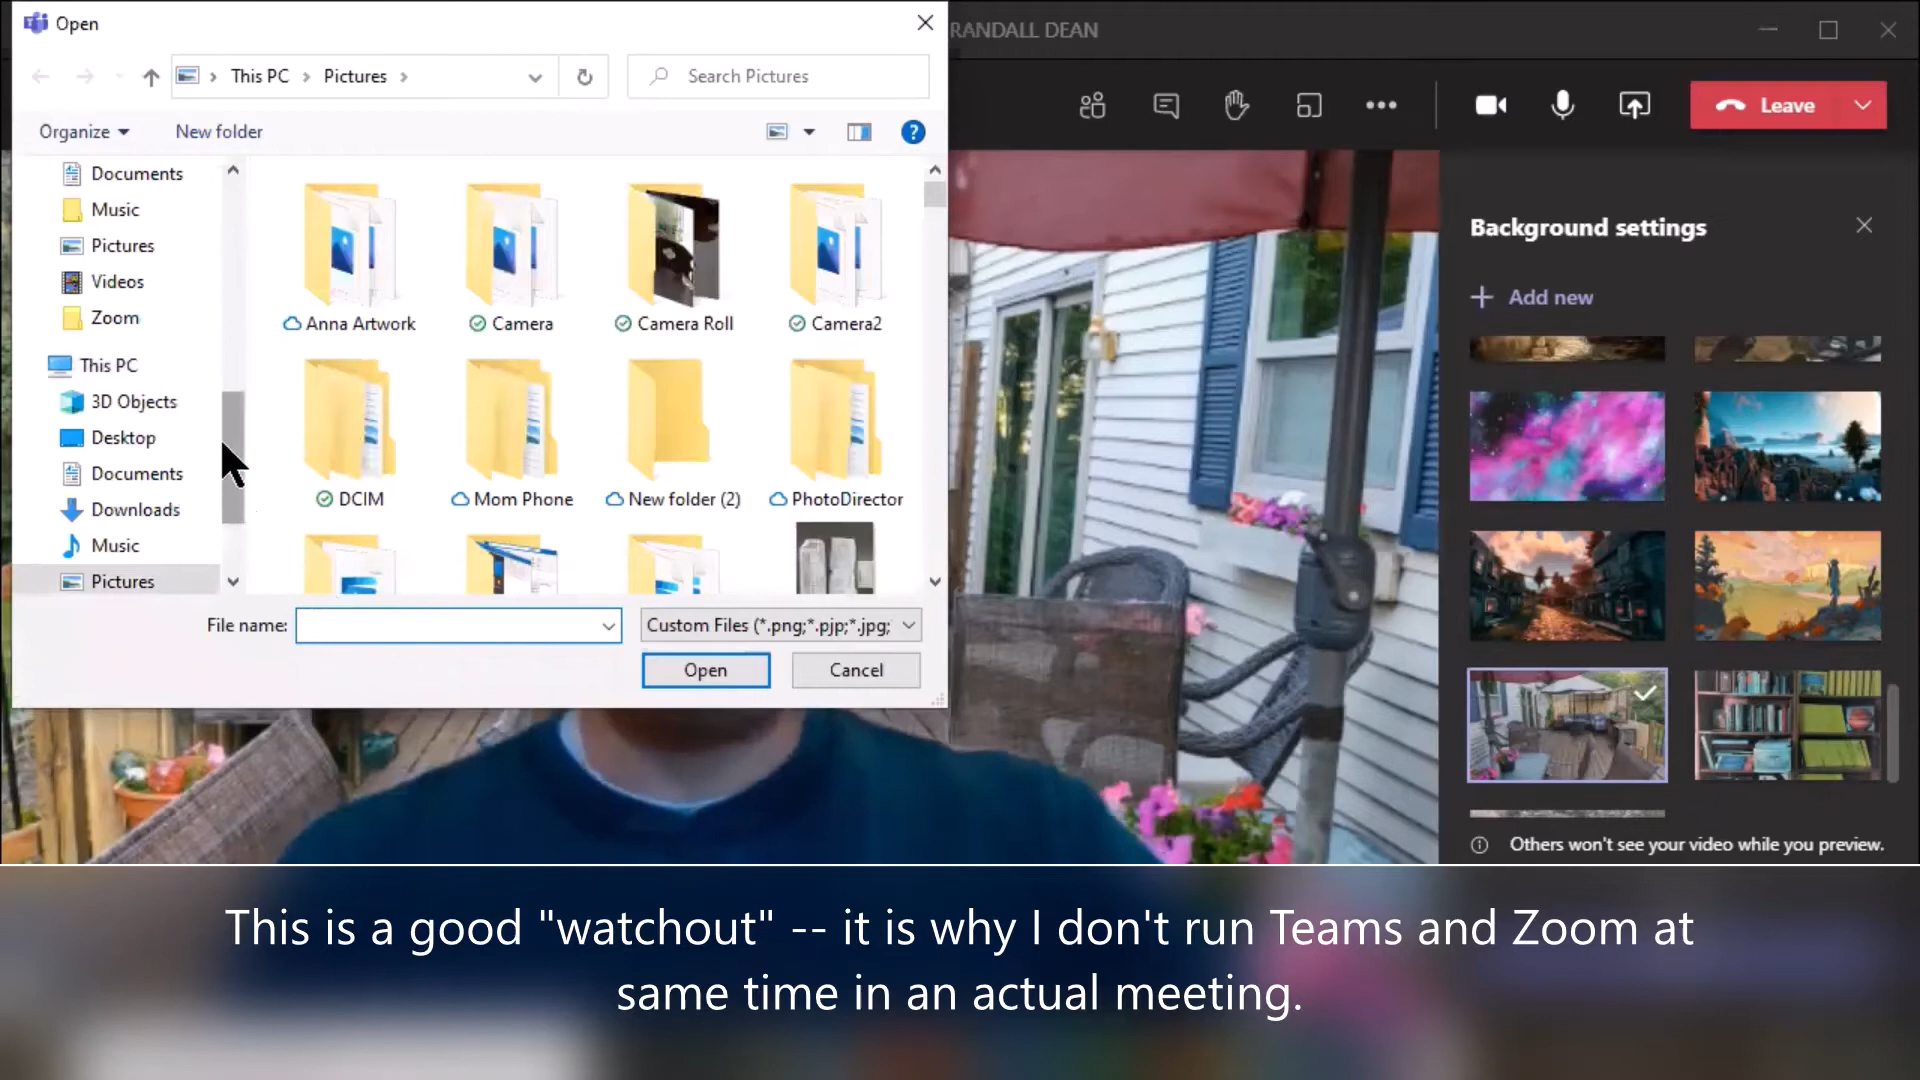 Open
RANDALL DEAN
This PC
Pictures
Search Pictures
Leave
Organize
New folder
?
Documents
Music
Pictures
Videos
Zoom
This PC
3D Objects
Desktop
Documents
Downloads
Music
Pictures
Anna Artwork
Camera
Camera Roll
Camera2
DCIM
Mom Phone
New folder (2)
PhotoDirector
File name:
Custom Files (*.png;*.pjp;*.jpg;
Open
Cancel
Background settings
Add new
Others won't see your video while you preview.
This is a good "watchout" -- it is why I don't run Teams and Zoom at
same time in an actual meeting.